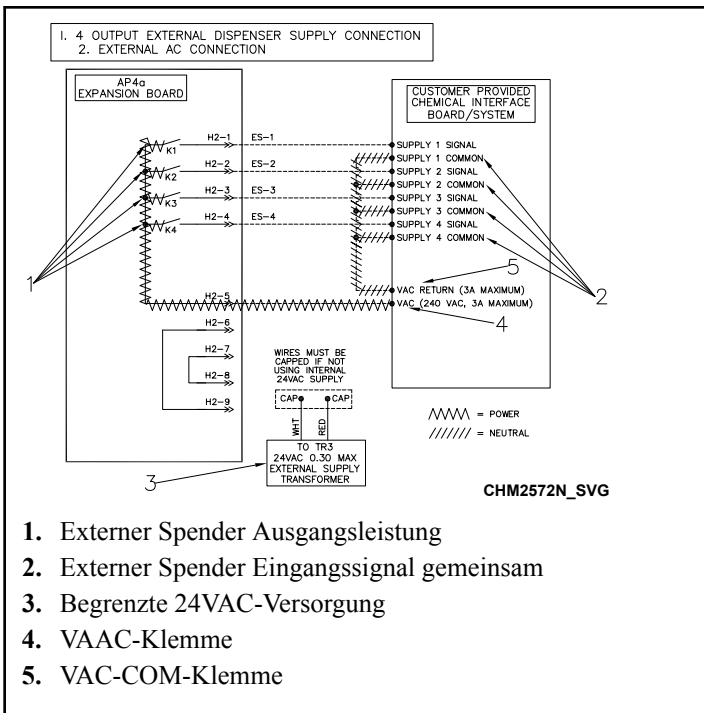 1. 4 OUTPUT EXTERNAL DISPENSER SUPPLY CONNECTION
2. EXTERNAL AC CONNECTION
AP4a
EXPANSION BOARD
CUSTOMER PROVIDED
CHEMICAL INTERFACE
BOARD/SYSTEM
K1
H2-1
ES-1
SUPPLY 1 SIGNAL
SUPPLY 1 COMMON
K2
H2-2
ES-2
SUPPLY 2 SIGNAL
SUPPLY 2 COMMON
K3
H2-3
ES-3
SUPPLY 3 SIGNAL
SUPPLY 3 COMMON
K4
H2-4
ES-4
SUPPLY 4 SIGNAL
SUPPLY 4 COMMON
1
2
5
VAC RETURN (3A MAXIMUM)
H2-5
VAC (240 VAC, 3A MAXIMUM)
4
H2-6
H2-7
H2-8
H2-9
WIRES MUST BE
CAPPED IF NOT
USING INTERNAL
24VAC SUPPLY
CAP
CAP
WHT
RED
TO TR3
24VAC 0.30 MAX
EXTERNAL SUPPLY
TRANSFORMER
3
= POWER
= NEUTRAL
CHM2572N_SVG
1. Externer Spender Ausgangsleistung
2. Externer Spender Eingangssignal gemeinsam
3. Begrenzte 24VAC-Versorgung
4. VAAC-Klemme
5. VAC-COM-Klemme